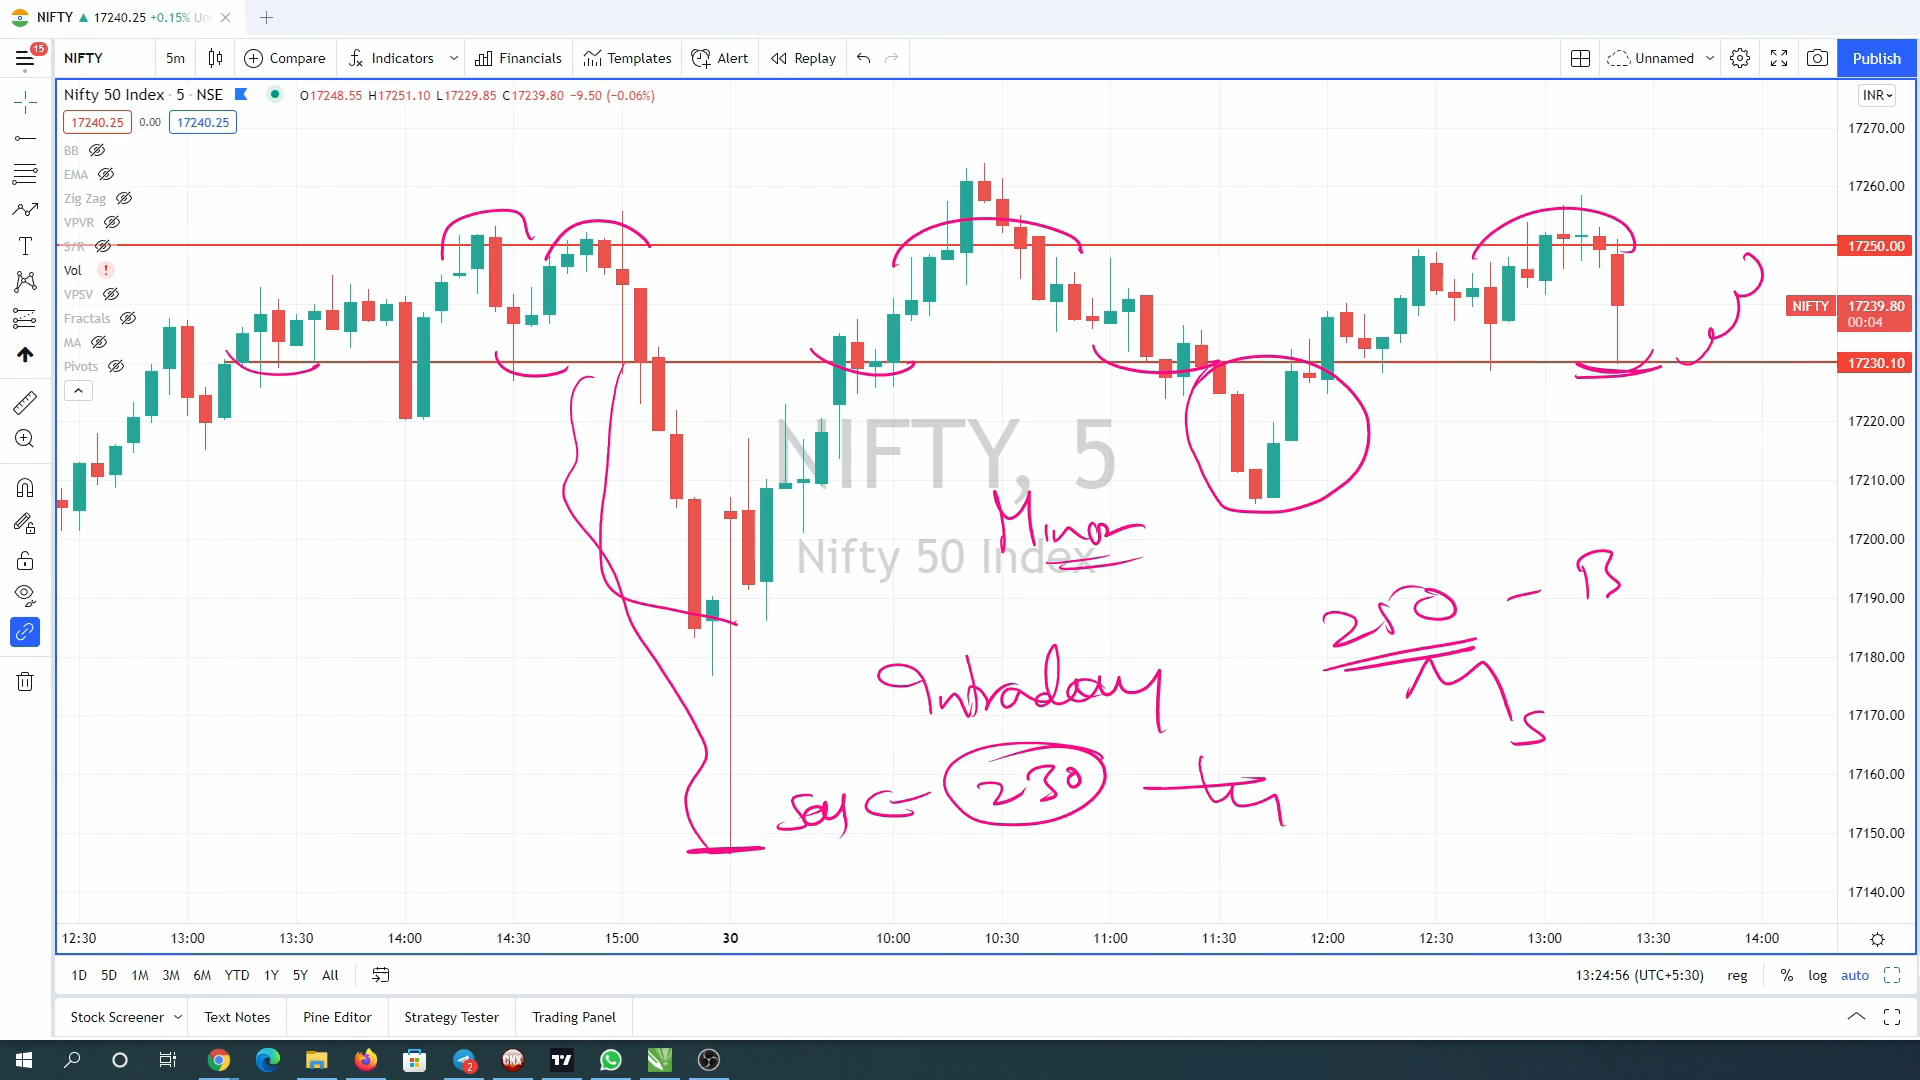 NIFTY ▲ 17240.25 +0.15% Un
15
NIFTY 5m Compare Indicators Financials Templates Alert Replay Unnamed Publish
Nifty 50 Index · 5 · NSE O17248.55 H17251.10 L17229.85 C17239.80 −9.50 (−0.06%)
INR
17240.25 0.00 17240.25
BB
EMA
Zig Zag
VPVR
S/R
Vol !
VPSV
Fractals
MA
Pivots
17270.00
17260.00
17250.00
NIFTY 17239.80
00:04
17230.10
17220.00
17210.00
17200.00
17190.00
17180.00
17170.00
17160.00
17150.00
17140.00
NIFTY, 5
Nifty 50 Index
Minor
250 - B
S
Intraday
230
12:30 13:00 13:30 14:00 14:30 15:00 30 10:00 10:30 11:00 11:30 12:00 12:30 13:00 13:30 14:00
1D 5D 1M 3M 6M YTD 1Y 5Y All 13:24:56 (UTC+5:30) reg % log auto
Stock Screener Text Notes Pine Editor Strategy Tester Trading Panel
2
CNX